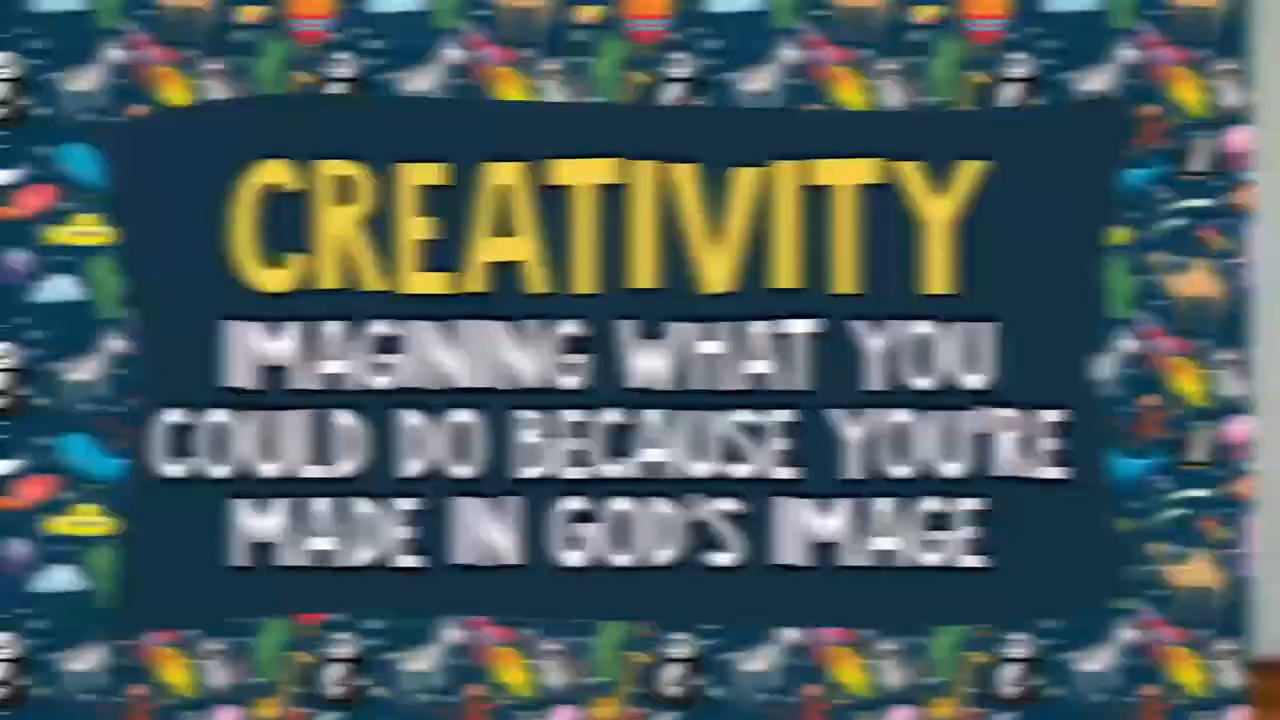 CREATIVITY
IMAGINING WHAT YOU
COULD DO BECAUSE YOU'RE
MADE IN GOD'S IMAGE